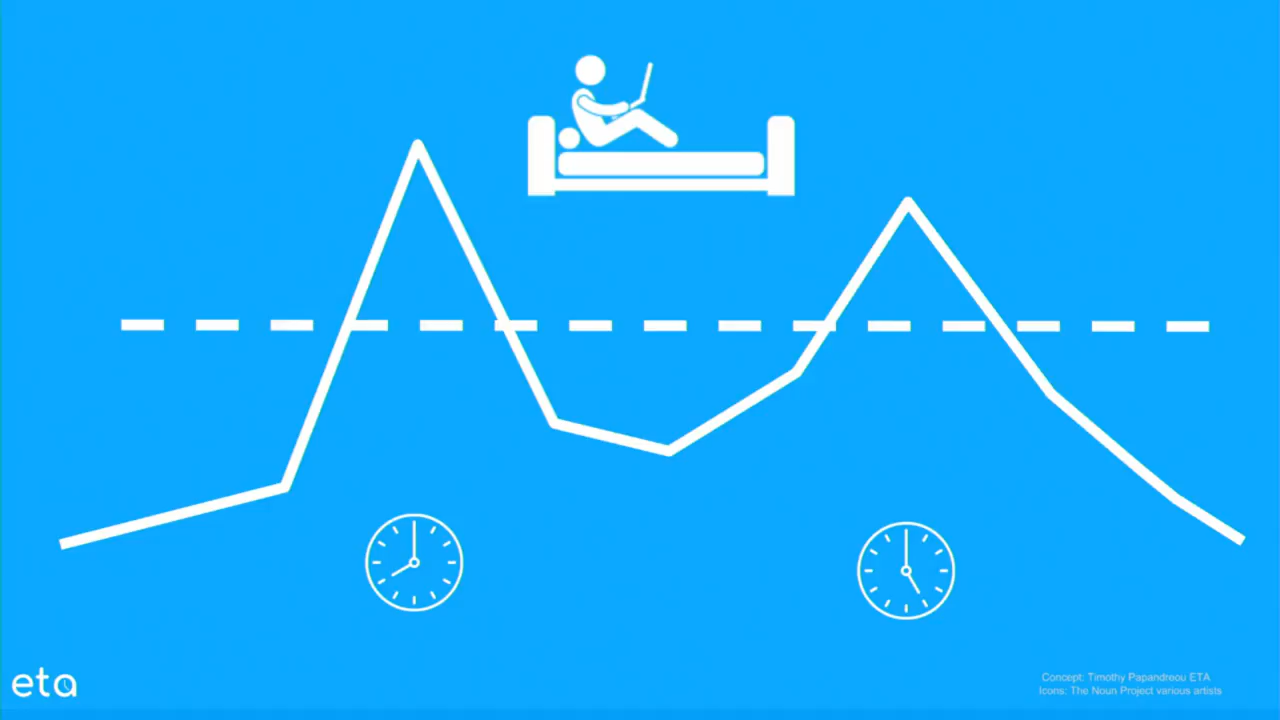 eta
Concept: Timothy Papandreou ETA
Icons: The Noun Project various artists